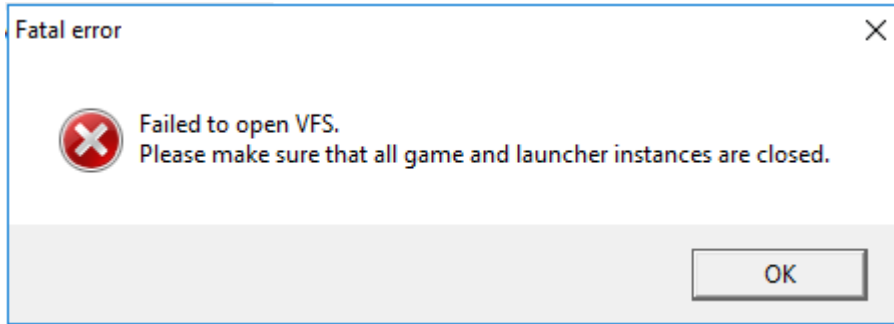 Fatal error
Failed to open VFS.
Please make sure that all game and launcher instances are closed.
OK